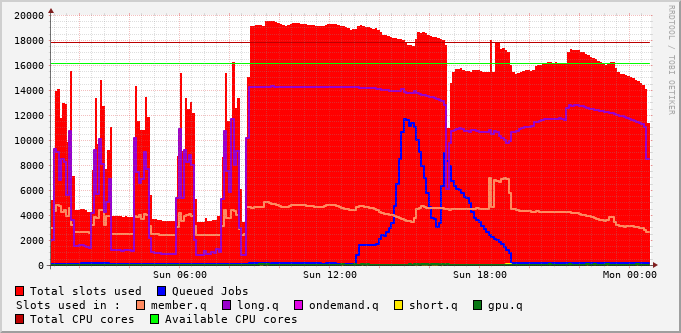 20000
18000
16000
14000
12000
10000
8000
6000
4000
2000
0
Sun 06:00 Sun 12:00 Sun 18:00 Mon 00:00
RRDTOOL / TOBI OETIKER
Total slots used Queued Jobs
Slots used in : member.q long.q ondemand.q short.q gpu.q
Total CPU cores Available CPU cores